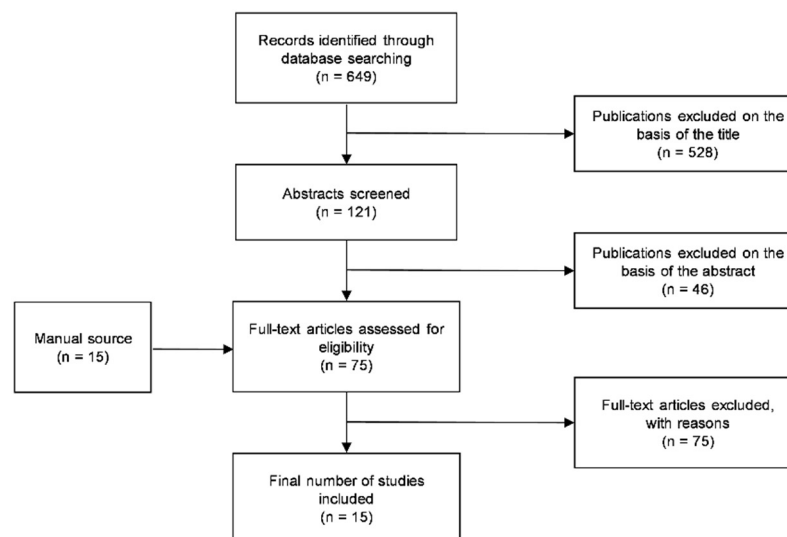 Records identified through
database searching
(n = 649)
Publications excluded on the
basis of the title
(n = 528)
Abstracts screened
(n = 121)
Publications excluded on the
basis of the abstract
(n = 46)
Manual source
(n = 15)
Full-text articles assessed for
eligibility
(n = 75)
Full-text articles excluded,
with reasons
(n = 75)
Final number of studies
included
(n = 15)